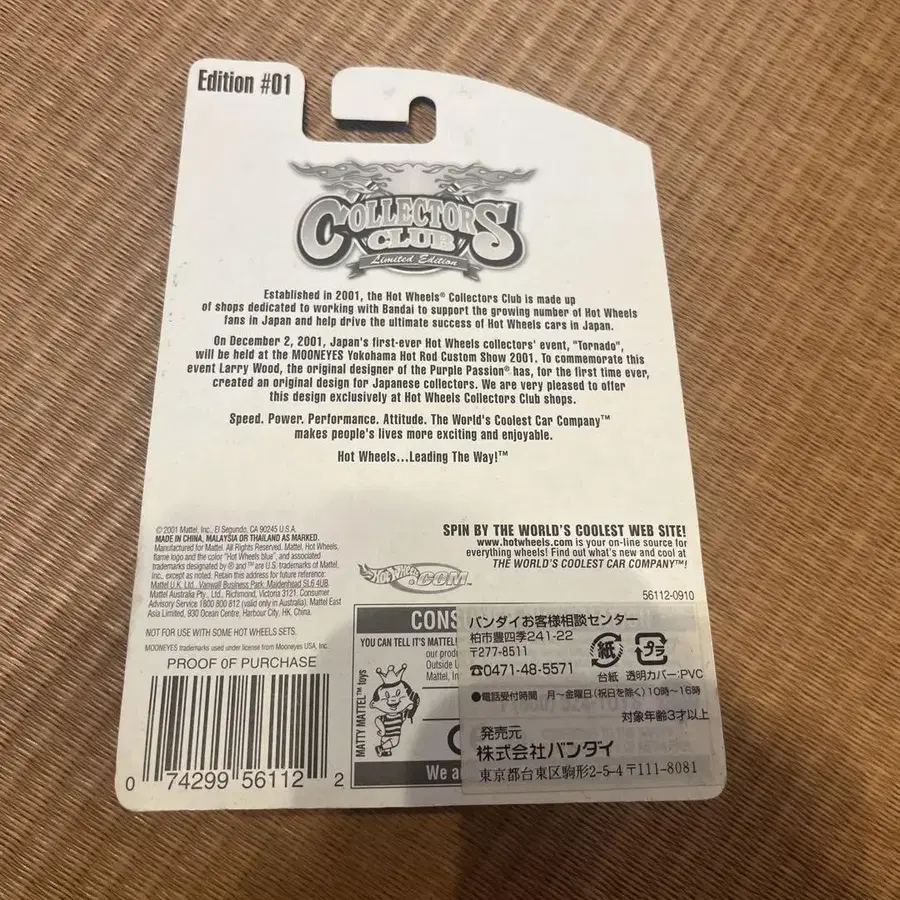 Edition #01
COLLECTORS
CLUB
Limited Edition
Established in 2001, the Hot Wheels® Collectors Club is made up
of shops dedicated to working with Bandai to support the growing number of Hot Wheels
fans in Japan and help drive the ultimate success of Hot Wheels cars in Japan.
On December 2, 2001, Japan's first-ever Hot Wheels collectors' event, "Tornado",
will be held at the MOONEYES Yokohama Hot Rod Custom Show 2001. To commemorate this
event Larry Wood, the original designer of the Purple Passion® has, for the first time ever,
created an original design for Japanese collectors. We are very pleased to offer
this design exclusively at Hot Wheels Collectors Club shops.
Speed. Power. Performance. Attitude. The World's Coolest Car Company™
makes people's lives more exciting and enjoyable.
Hot Wheels...Leading The Way!™
© 2001 Mattel, Inc., El Segundo, CA 90245 U.S.A.
MADE IN CHINA, MALAYSIA OR THAILAND AS MARKED.
Manufactured for Mattel. All Rights Reserved. Mattel, Hot Wheels,
flame logo and the color "Hot Wheels blue", and associated
trademarks designated by ® and ™ are U.S. trademarks of Mattel,
Inc., except as noted. Retain this address for future reference:
Mattel U.K. Ltd., Vanwall Business Park, Maidenhead SL6 4UB.
Mattel Australia Pty., Ltd., Richmond, Victoria 3121. Consumer
Advisory Service 1800 800 812 (valid only in Australia). Mattel East
Asia Limited, 930 Ocean Centre, Harbour City, HK, China.
NOT FOR USE WITH SOME HOT WHEELS SETS.
MOONEYES trademarks used under license from Mooneyes USA, Inc.
PROOF OF PURCHASE
0 74299 56112 2
SPIN BY THE WORLD'S COOLEST WEB SITE!
www.hotwheels.com is your on-line source for
everything wheels! Find out what's new and cool at
THE WORLD'S COOLEST CAR COMPANY™!
HOT WHEELS.COM™
56112-0910
CONS
YOU CAN TELL IT'S MATTEL!
our produ
Outside U
Mattel, In
MATTY MATTEL™ toys
We a
バンダイお客様相談センター
柏市豊四季241-22
〒277-8511
☎0471-48-5571
紙 プラ
台紙 透明カバー:PVC
●電話受付時間 月〜金曜日(祝日を除く)10時〜16時
対象年齢3才以上
発売元
株式会社バンダイ
東京都台東区駒形2-5-4〒111-8081